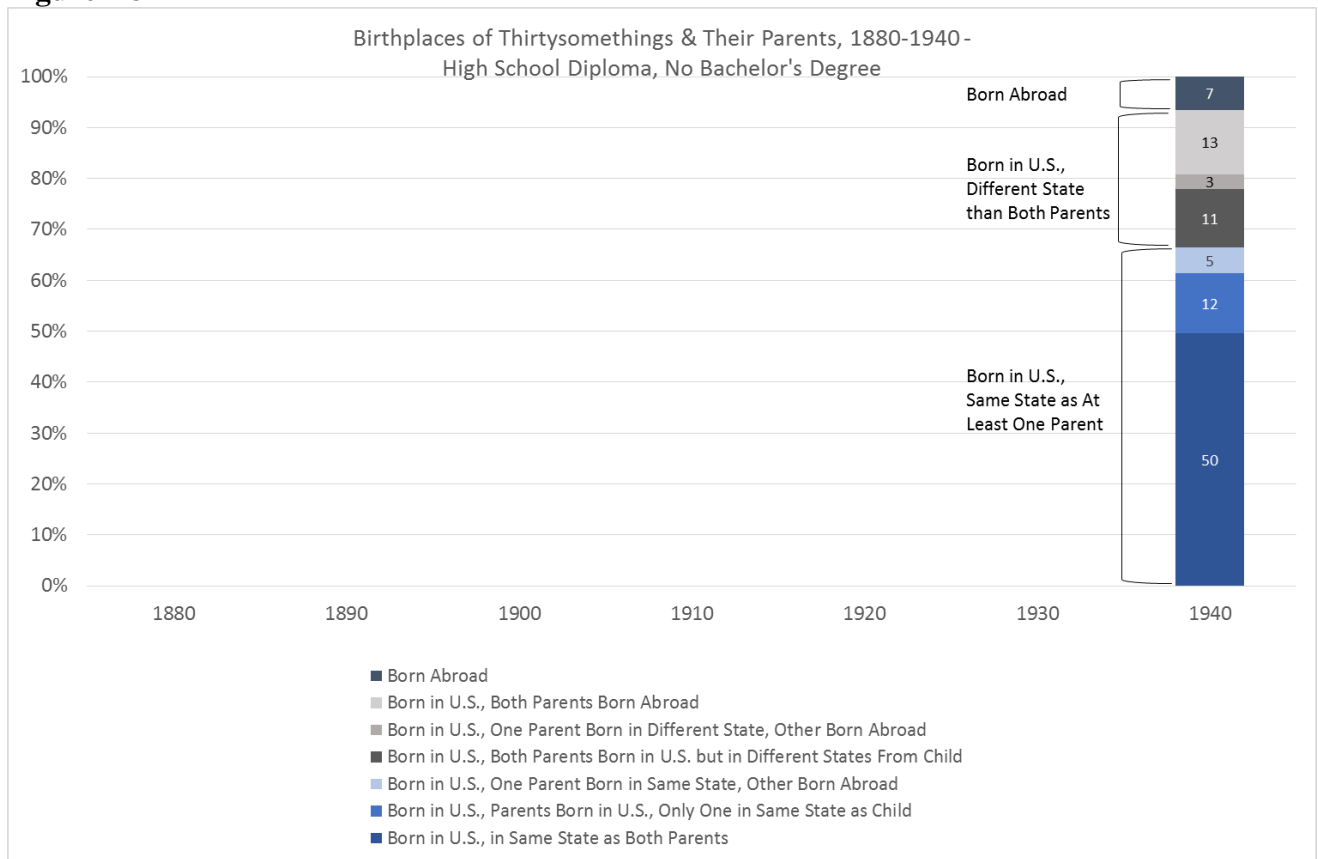 Birthplaces of Thirtysomethings & Their Parents, 1880-1940 -
High School Diploma, No Bachelor's Degree
100%
90%
80%
70%
60%
50%
40%
30%
20%
10%
0%
Born Abroad
Born in U.S.,
Different State
than Both Parents
Born in U.S.,
Same State as At
Least One Parent
7
13
3
11
5
12
50
1880
1890
1900
1910
1920
1930
1940
Born Abroad
Born in U.S., Both Parents Born Abroad
Born in U.S., One Parent Born in Different State, Other Born Abroad
Born in U.S., Both Parents Born in U.S. but in Different States From Child
Born in U.S., One Parent Born in Same State, Other Born Abroad
Born in U.S., Parents Born in U.S., Only One in Same State as Child
Born in U.S., in Same State as Both Parents